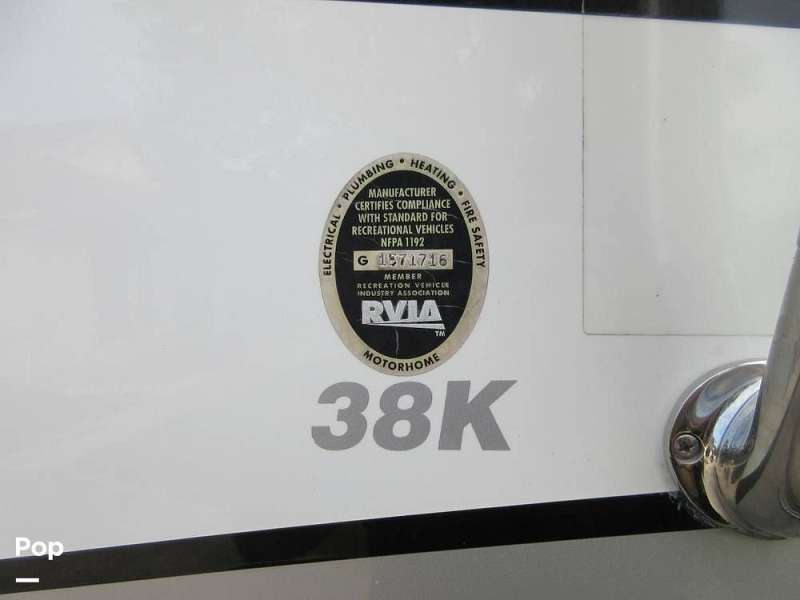 ELECTRICAL • PLUMBING • HEATING • FIRE SAFETY
MANUFACTURER
CERTIFIES COMPLIANCE
WITH STANDARD FOR
RECREATIONAL VEHICLES
NFPA 1192
G 1571716
MEMBER
RECREATION VEHICLE
INDUSTRY ASSOCIATION
RVIA
TM
MOTORHOME
38K
Pop